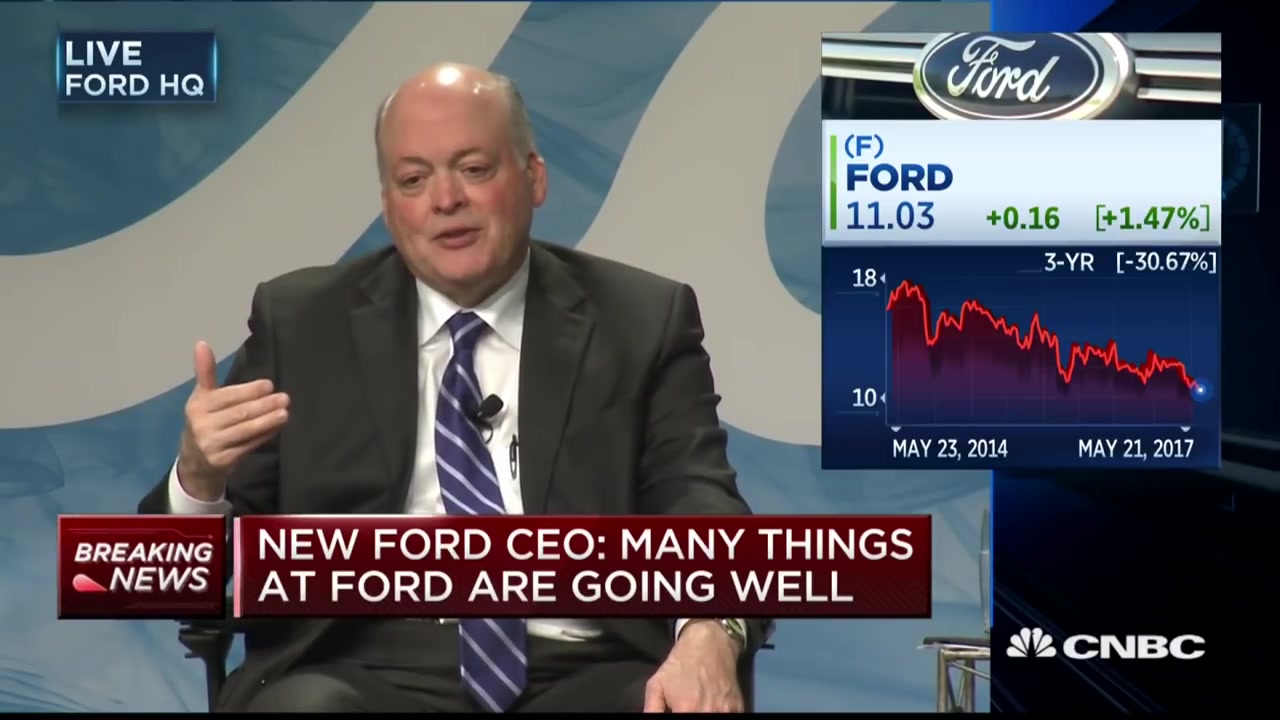 LIVE
FORD HQ
Ford
(F)
FORD
11.03 +0.16 [+1.47%]
3-YR [-30.67%]
18
10
MAY 23, 2014 MAY 21, 2017
BREAKING
NEWS
NEW FORD CEO: MANY THINGS
AT FORD ARE GOING WELL
CNBC